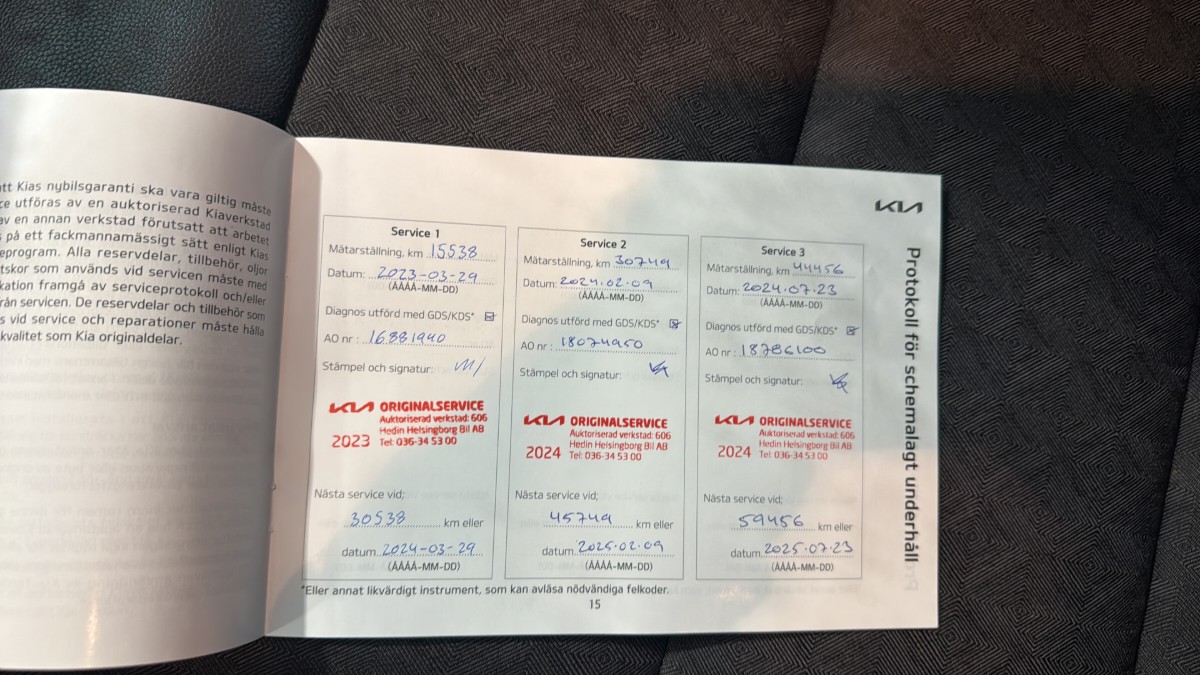 att Kias nybilsgaranti ska vara giltig måste
ce utföras av en auktoriserad Kiaverkstad
av en annan verkstad förutsatt att arbetet
s på ett fackmannamässigt sätt enligt Kias
eprogram. Alla reservdelar, tillbehör, oljor
tskor som används vid servicen måste med
kation framgå av serviceprotokoll och/eller
rån servicen. De reservdelar och tillbehör som
s vid service och reparationer måste hålla
kvalitet som Kia originaldelar.
KIA
Protokoll för schemalagt underhåll
Service 1
Mätarställning, km 15538
Datum: 2023-03-29
(ÅÅÅÅ-MM-DD)
Diagnos utförd med GDS/KDS*
AO nr: 16881940
Stämpel och signatur:
KIA ORIGINALSERVICE
Auktoriserad verkstad: 606
Hedin Helsingborg Bil AB
2023 Tel: 036-34 53 00
Nästa service vid;
30538 km eller
datum. 2024-03-29
(ÅÅÅÅ-MM-DD)
Service 2
Mätarställning, km 30749
Datum: 2024.02.09
(ÅÅÅÅ-MM-DD)
Diagnos utförd med GDS/KDS*
AO nr: 18074950
Stämpel och signatur:
KIA ORIGINALSERVICE
Auktoriserad verkstad: 606
Hedin Helsingborg Bil AB
2024 Tel: 036-34 53 00
Nästa service vid;
45749 km eller
datum. 2025.02.09
(ÅÅÅÅ-MM-DD)
Service 3
Mätarställning, km 44456
Datum: 2024.07.23
(ÅÅÅÅ-MM-DD)
Diagnos utförd med GDS/KDS*
AO nr: 18786100
Stämpel och signatur:
KIA ORIGINALSERVICE
Auktoriserad verkstad: 606
Hedin Helsingborg Bil AB
2024 Tel: 036-34 53 00
Nästa service vid;
59456 km eller
datum. 2025.07.23
(ÅÅÅÅ-MM-DD)
*Eller annat likvärdigt instrument, som kan avläsa nödvändiga felkoder.
15